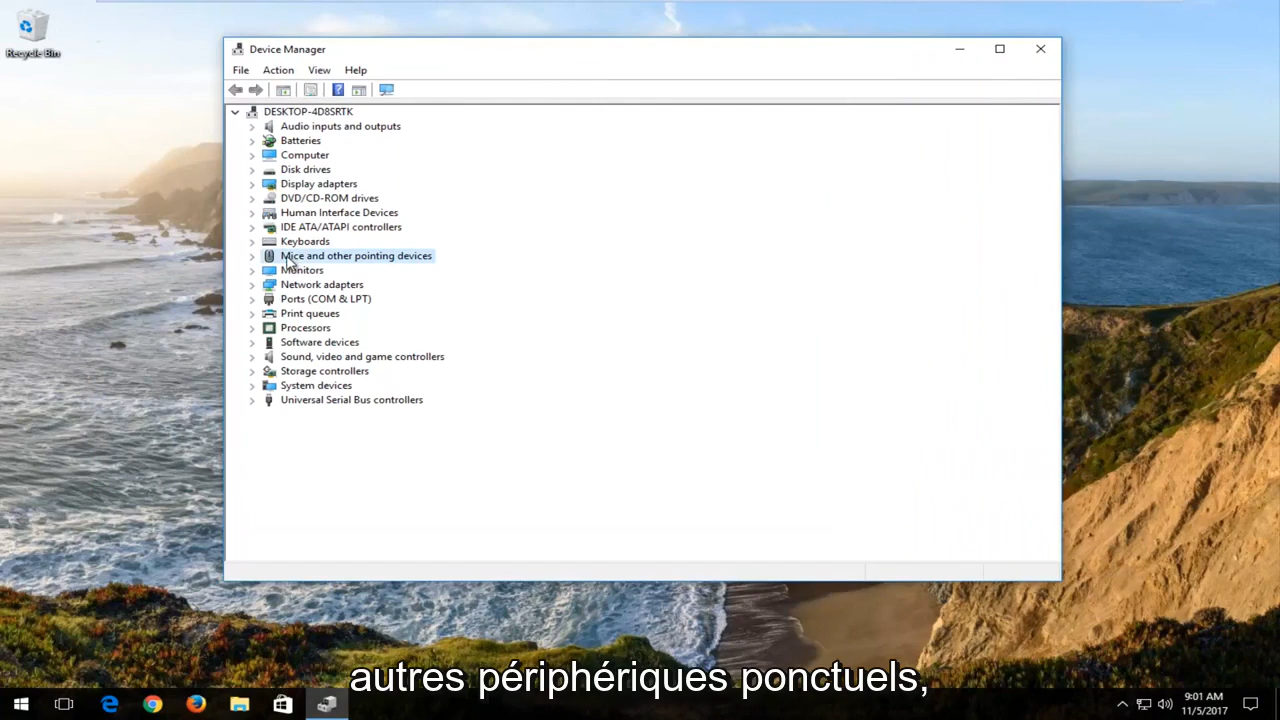 Recycle Bin
Device Manager
File Action View Help
DESKTOP-4D8SRTK
Audio inputs and outputs
Batteries
Computer
Disk drives
Display adapters
DVD/CD-ROM drives
Human Interface Devices
IDE ATA/ATAPI controllers
Keyboards
Mice and other pointing devices
Monitors
Network adapters
Ports (COM & LPT)
Print queues
Processors
Software devices
Sound, video and game controllers
Storage controllers
System devices
Universal Serial Bus controllers
autres périphériques ponctuels,
9:01 AM
11/5/2017